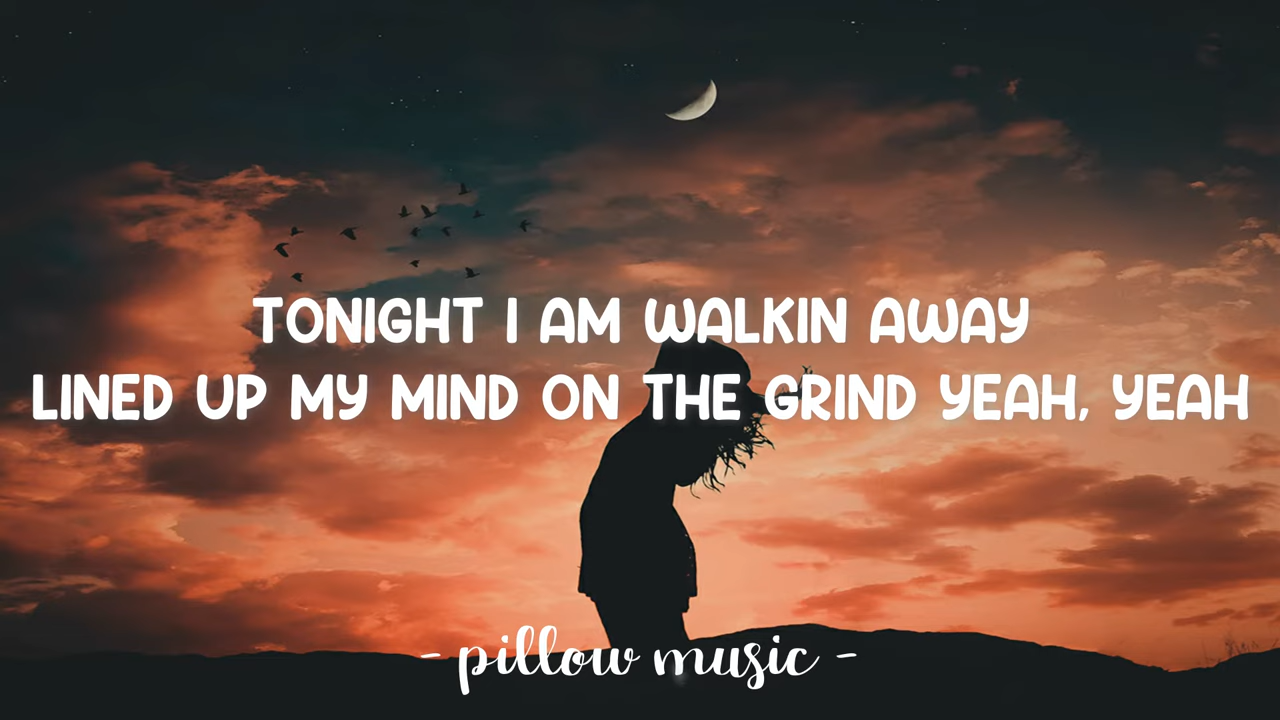 TONIGHT I AM WALKIN AWAY
LINED UP MY MIND ON THE GRIND YEAH, YEAH
- pillow music -